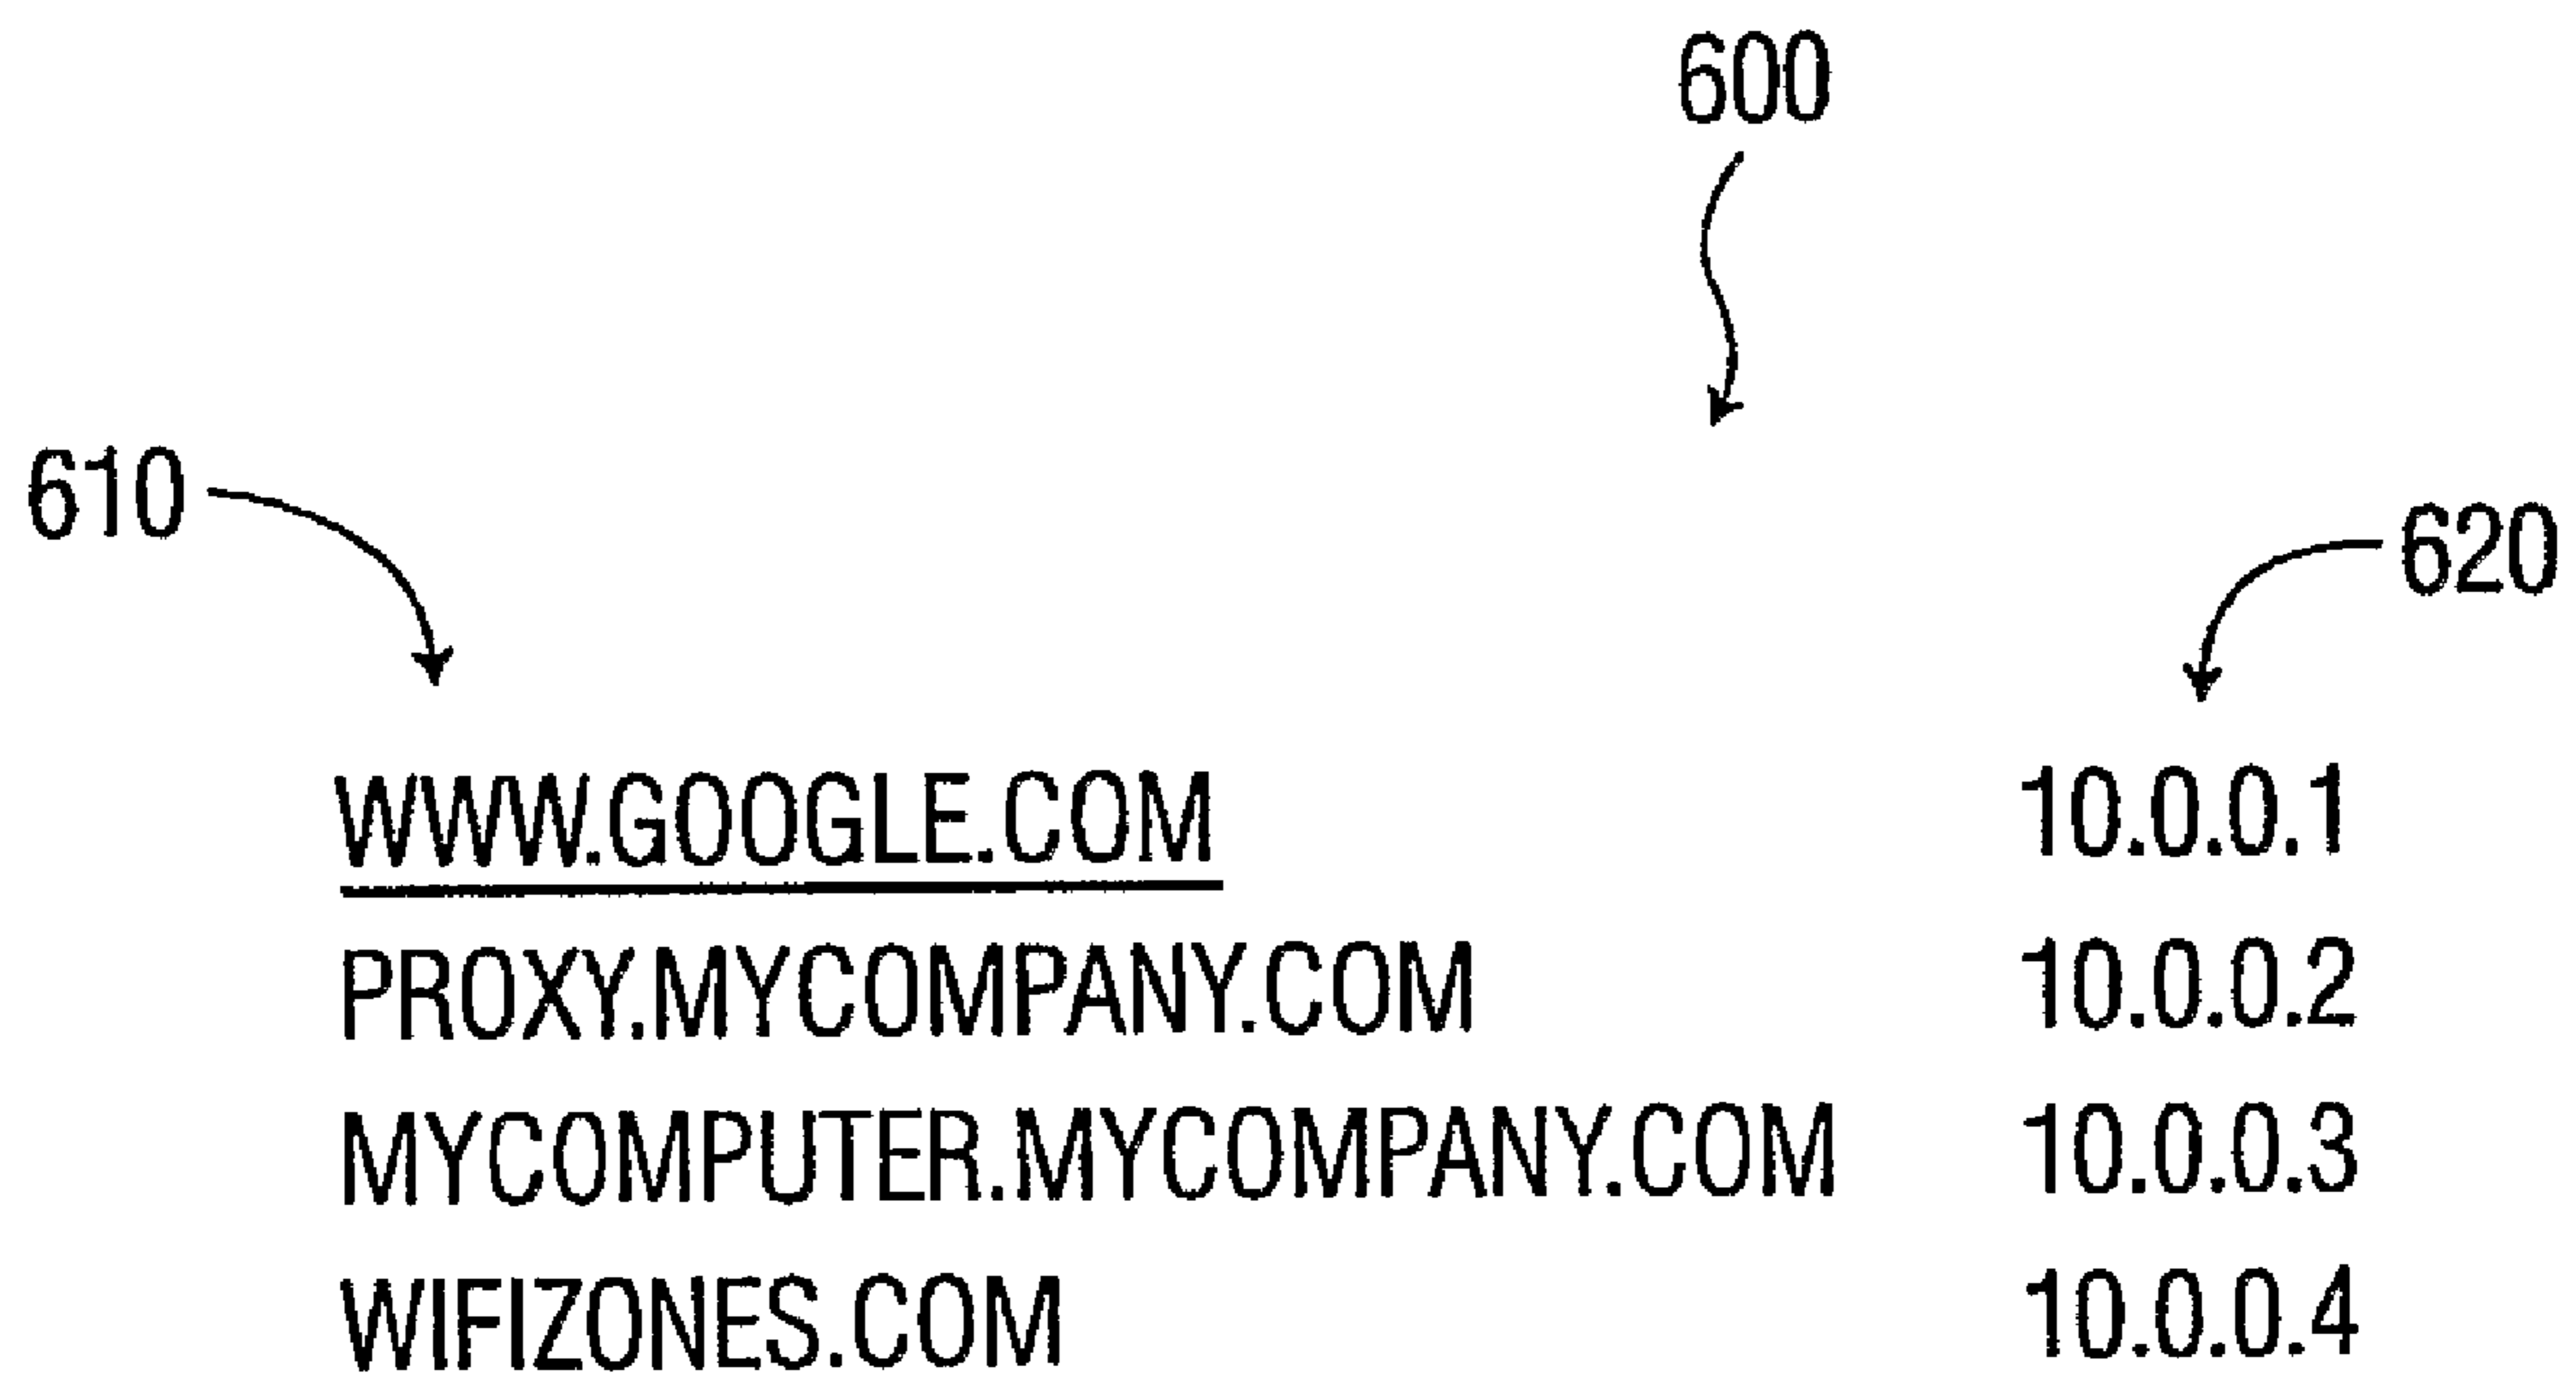 600
610
620
WWW.GOOGLE.COM 10.0.0.1
PROXY.MYCOMPANY.COM 10.0.0.2
MYCOMPUTER.MYCOMPANY.COM 10.0.0.3
WIFIZONES.COM 10.0.0.4